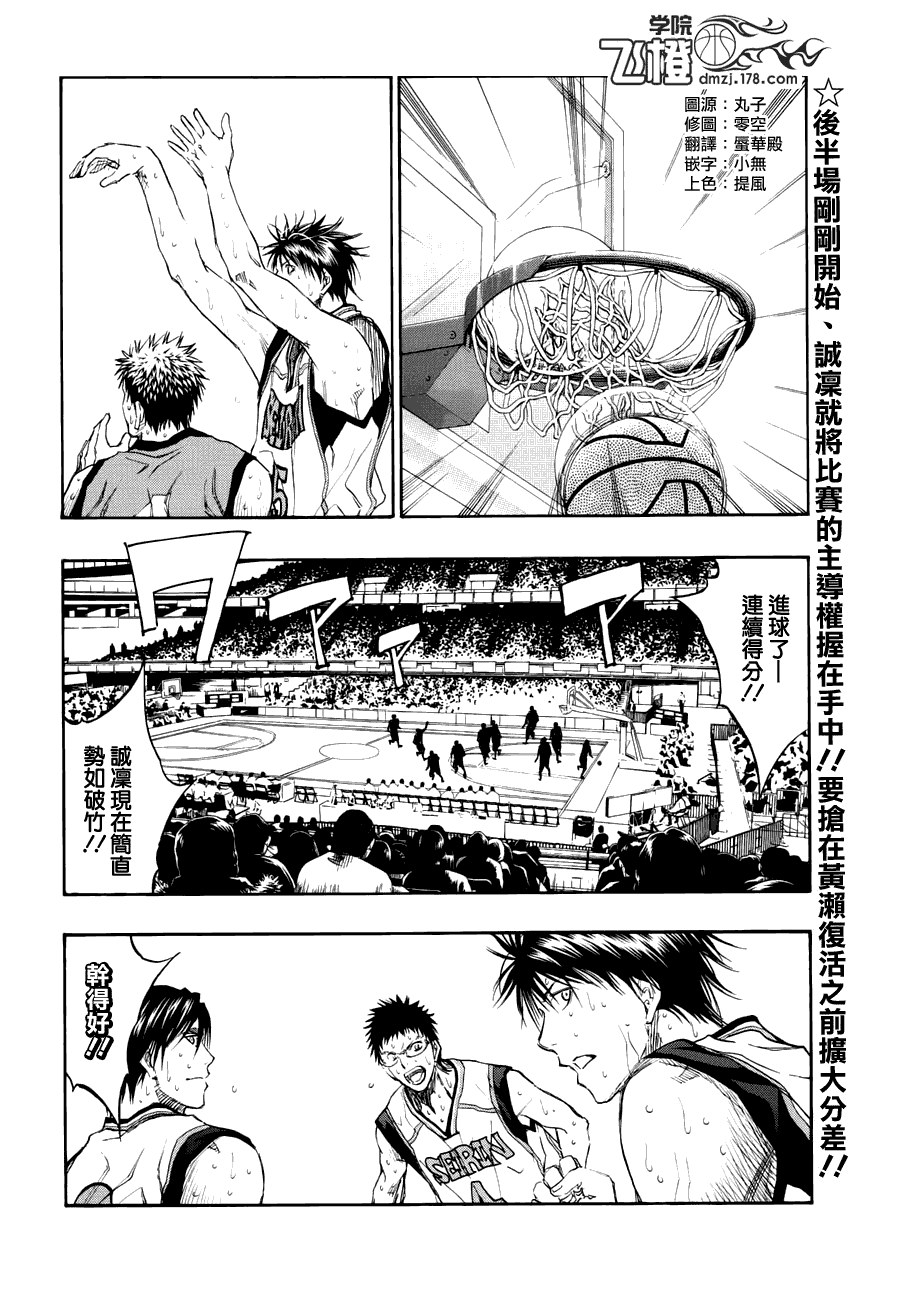 学院
飞橙
dmzj.178.com
圖源：丸子
修圖：零空
翻譯：蜃華殿
嵌字：小無
上色：提風
☆後半場剛剛開始、誠凜就將比賽的主導權握在手中!!要搶在黃瀨復活之前擴大分差!!
SEIRIN
進球了—
連續得分!!
ワアアア
誠凜現在簡直
勢如破竹!!
幹得好!!
SEIRIN
4